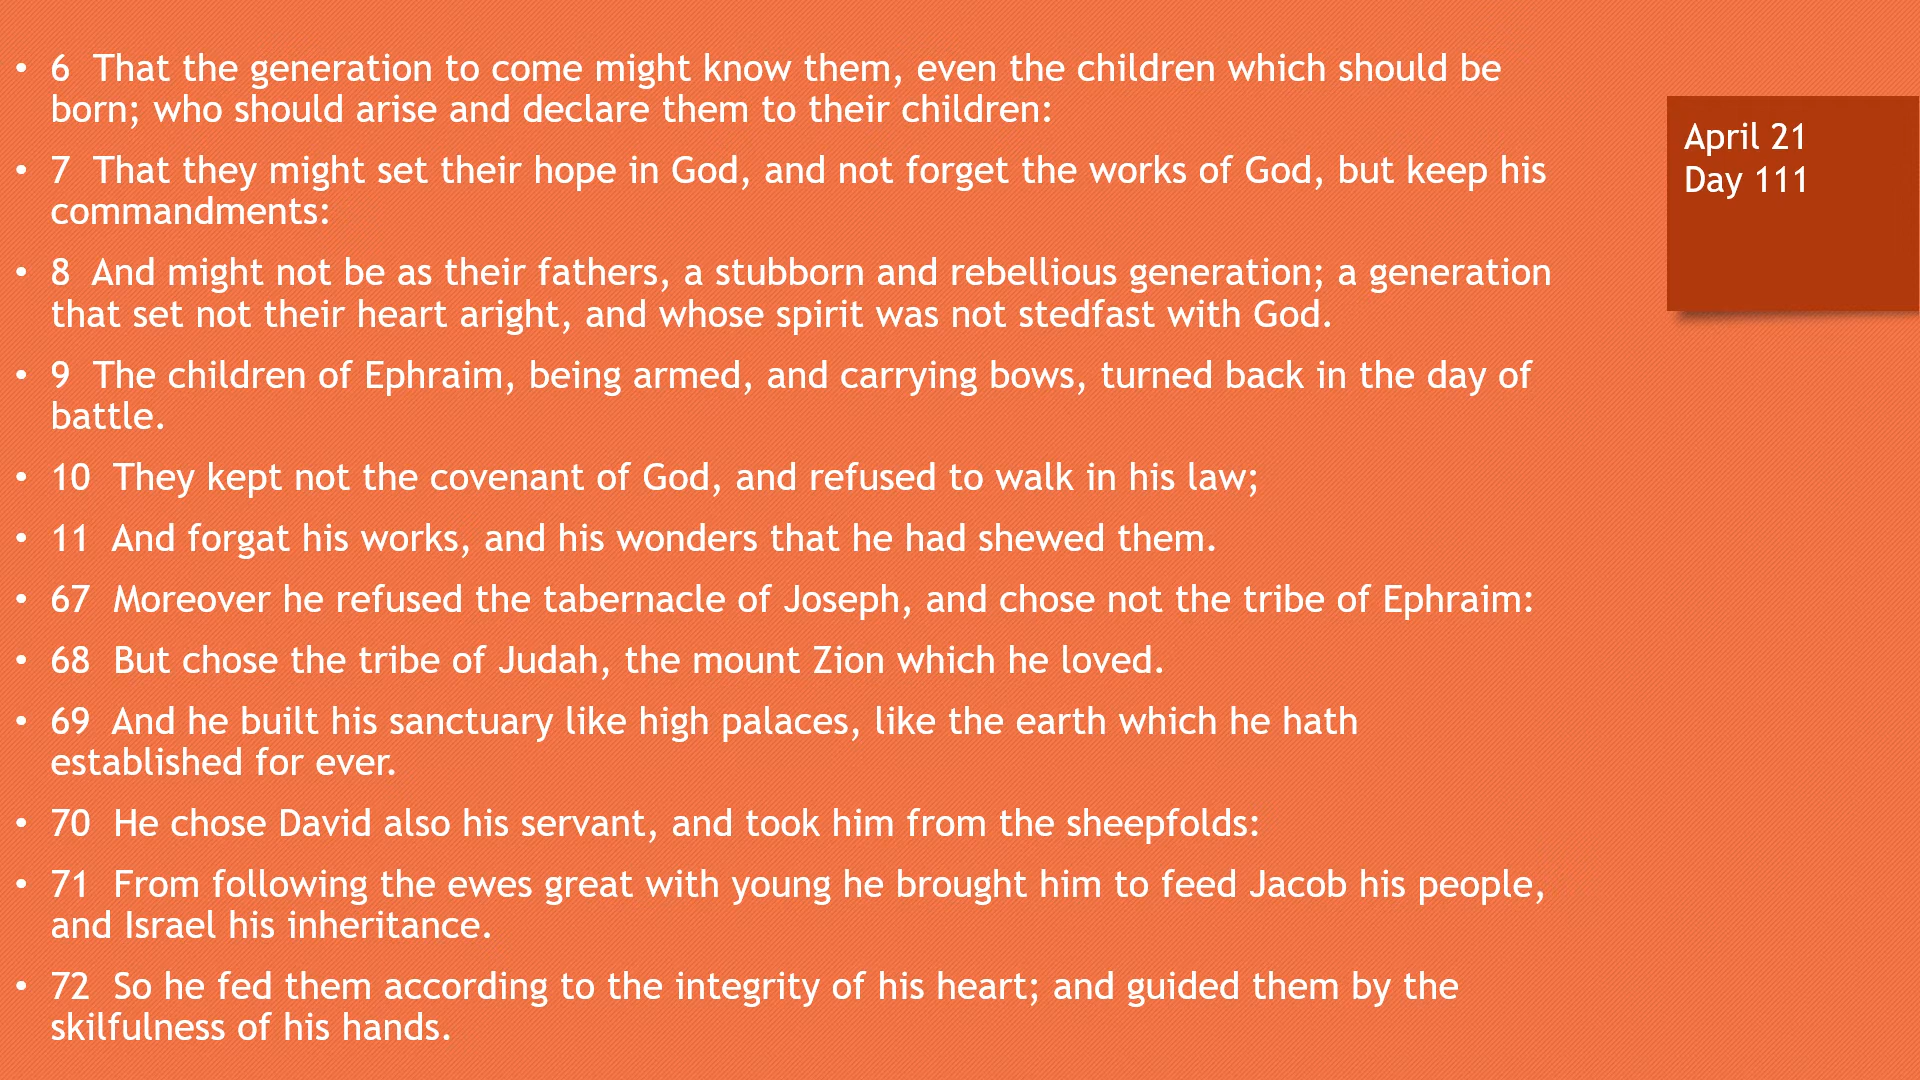 • 6  That the generation to come might know them, even the children which should be
born; who should arise and declare them to their children:
• 7  That they might set their hope in God, and not forget the works of God, but keep his
commandments:
• 8  And might not be as their fathers, a stubborn and rebellious generation; a generation
that set not their heart aright, and whose spirit was not stedfast with God.
• 9  The children of Ephraim, being armed, and carrying bows, turned back in the day of
battle.
• 10  They kept not the covenant of God, and refused to walk in his law;
• 11  And forgat his works, and his wonders that he had shewed them.
• 67  Moreover he refused the tabernacle of Joseph, and chose not the tribe of Ephraim:
• 68  But chose the tribe of Judah, the mount Zion which he loved.
• 69  And he built his sanctuary like high palaces, like the earth which he hath
established for ever.
• 70  He chose David also his servant, and took him from the sheepfolds:
• 71  From following the ewes great with young he brought him to feed Jacob his people,
and Israel his inheritance.
• 72  So he fed them according to the integrity of his heart; and guided them by the
skilfulness of his hands.
April 21
Day 111